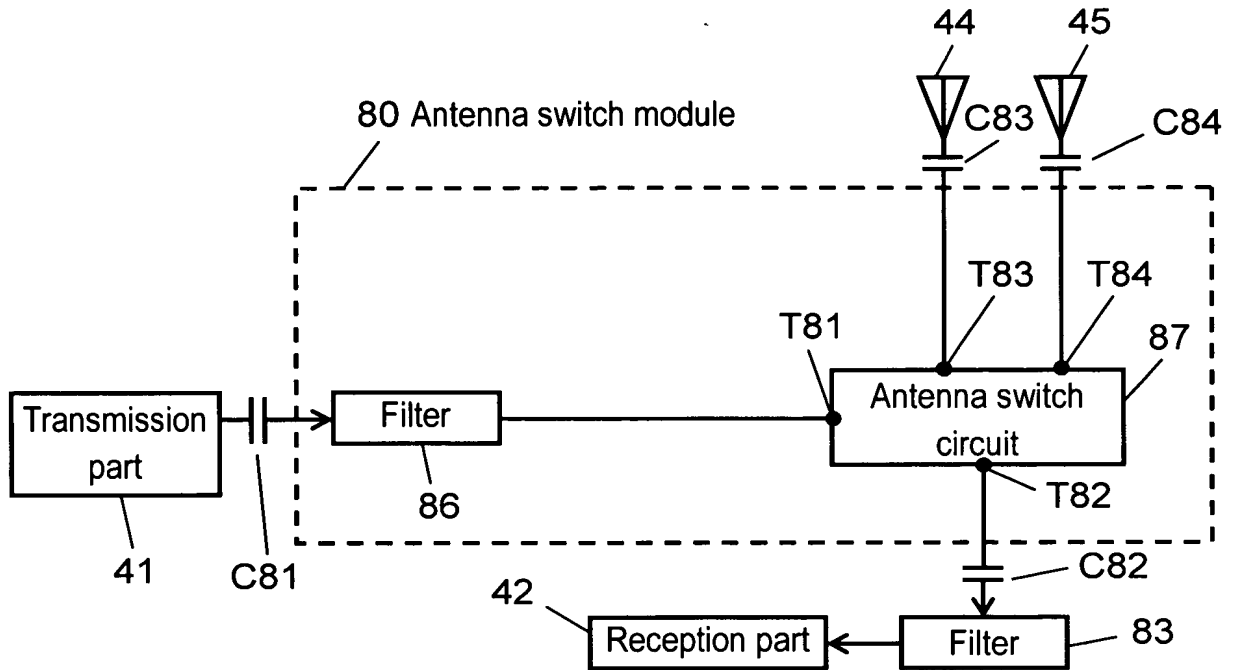 44
45
80 Antenna switch module
C83
C84
T83
T84
T81
87
Transmission
part
Filter
Antenna switch
circuit
86
T82
41
C81
C82
42
Reception part
Filter
83